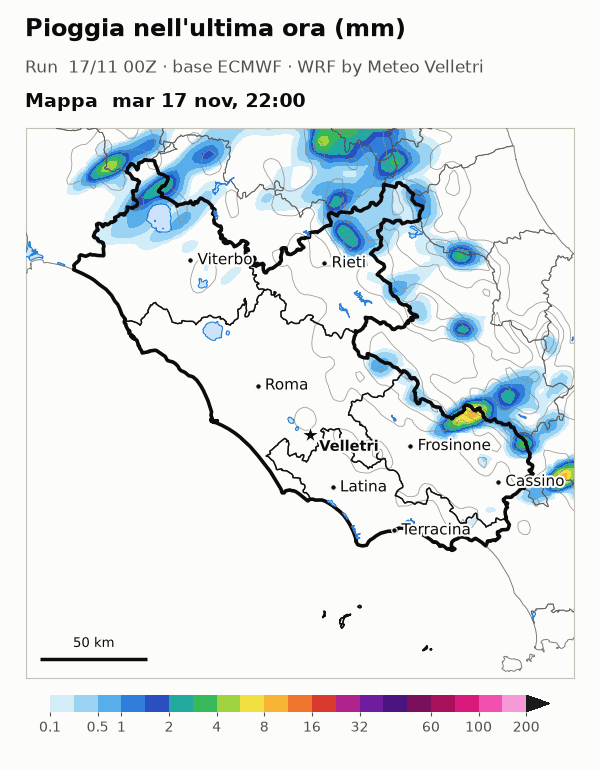 Pioggia nell'ultima ora (mm)
Run  17/11 00Z · base ECMWF · WRF by Meteo Velletri
Mappa  mar 17 nov, 22:00
Viterbo
Rieti
Roma
Velletri
Frosinone
Latina
Cassino
Terracina
50 km
0.1 0.5 1 2 4 8 16 32 60 100 200